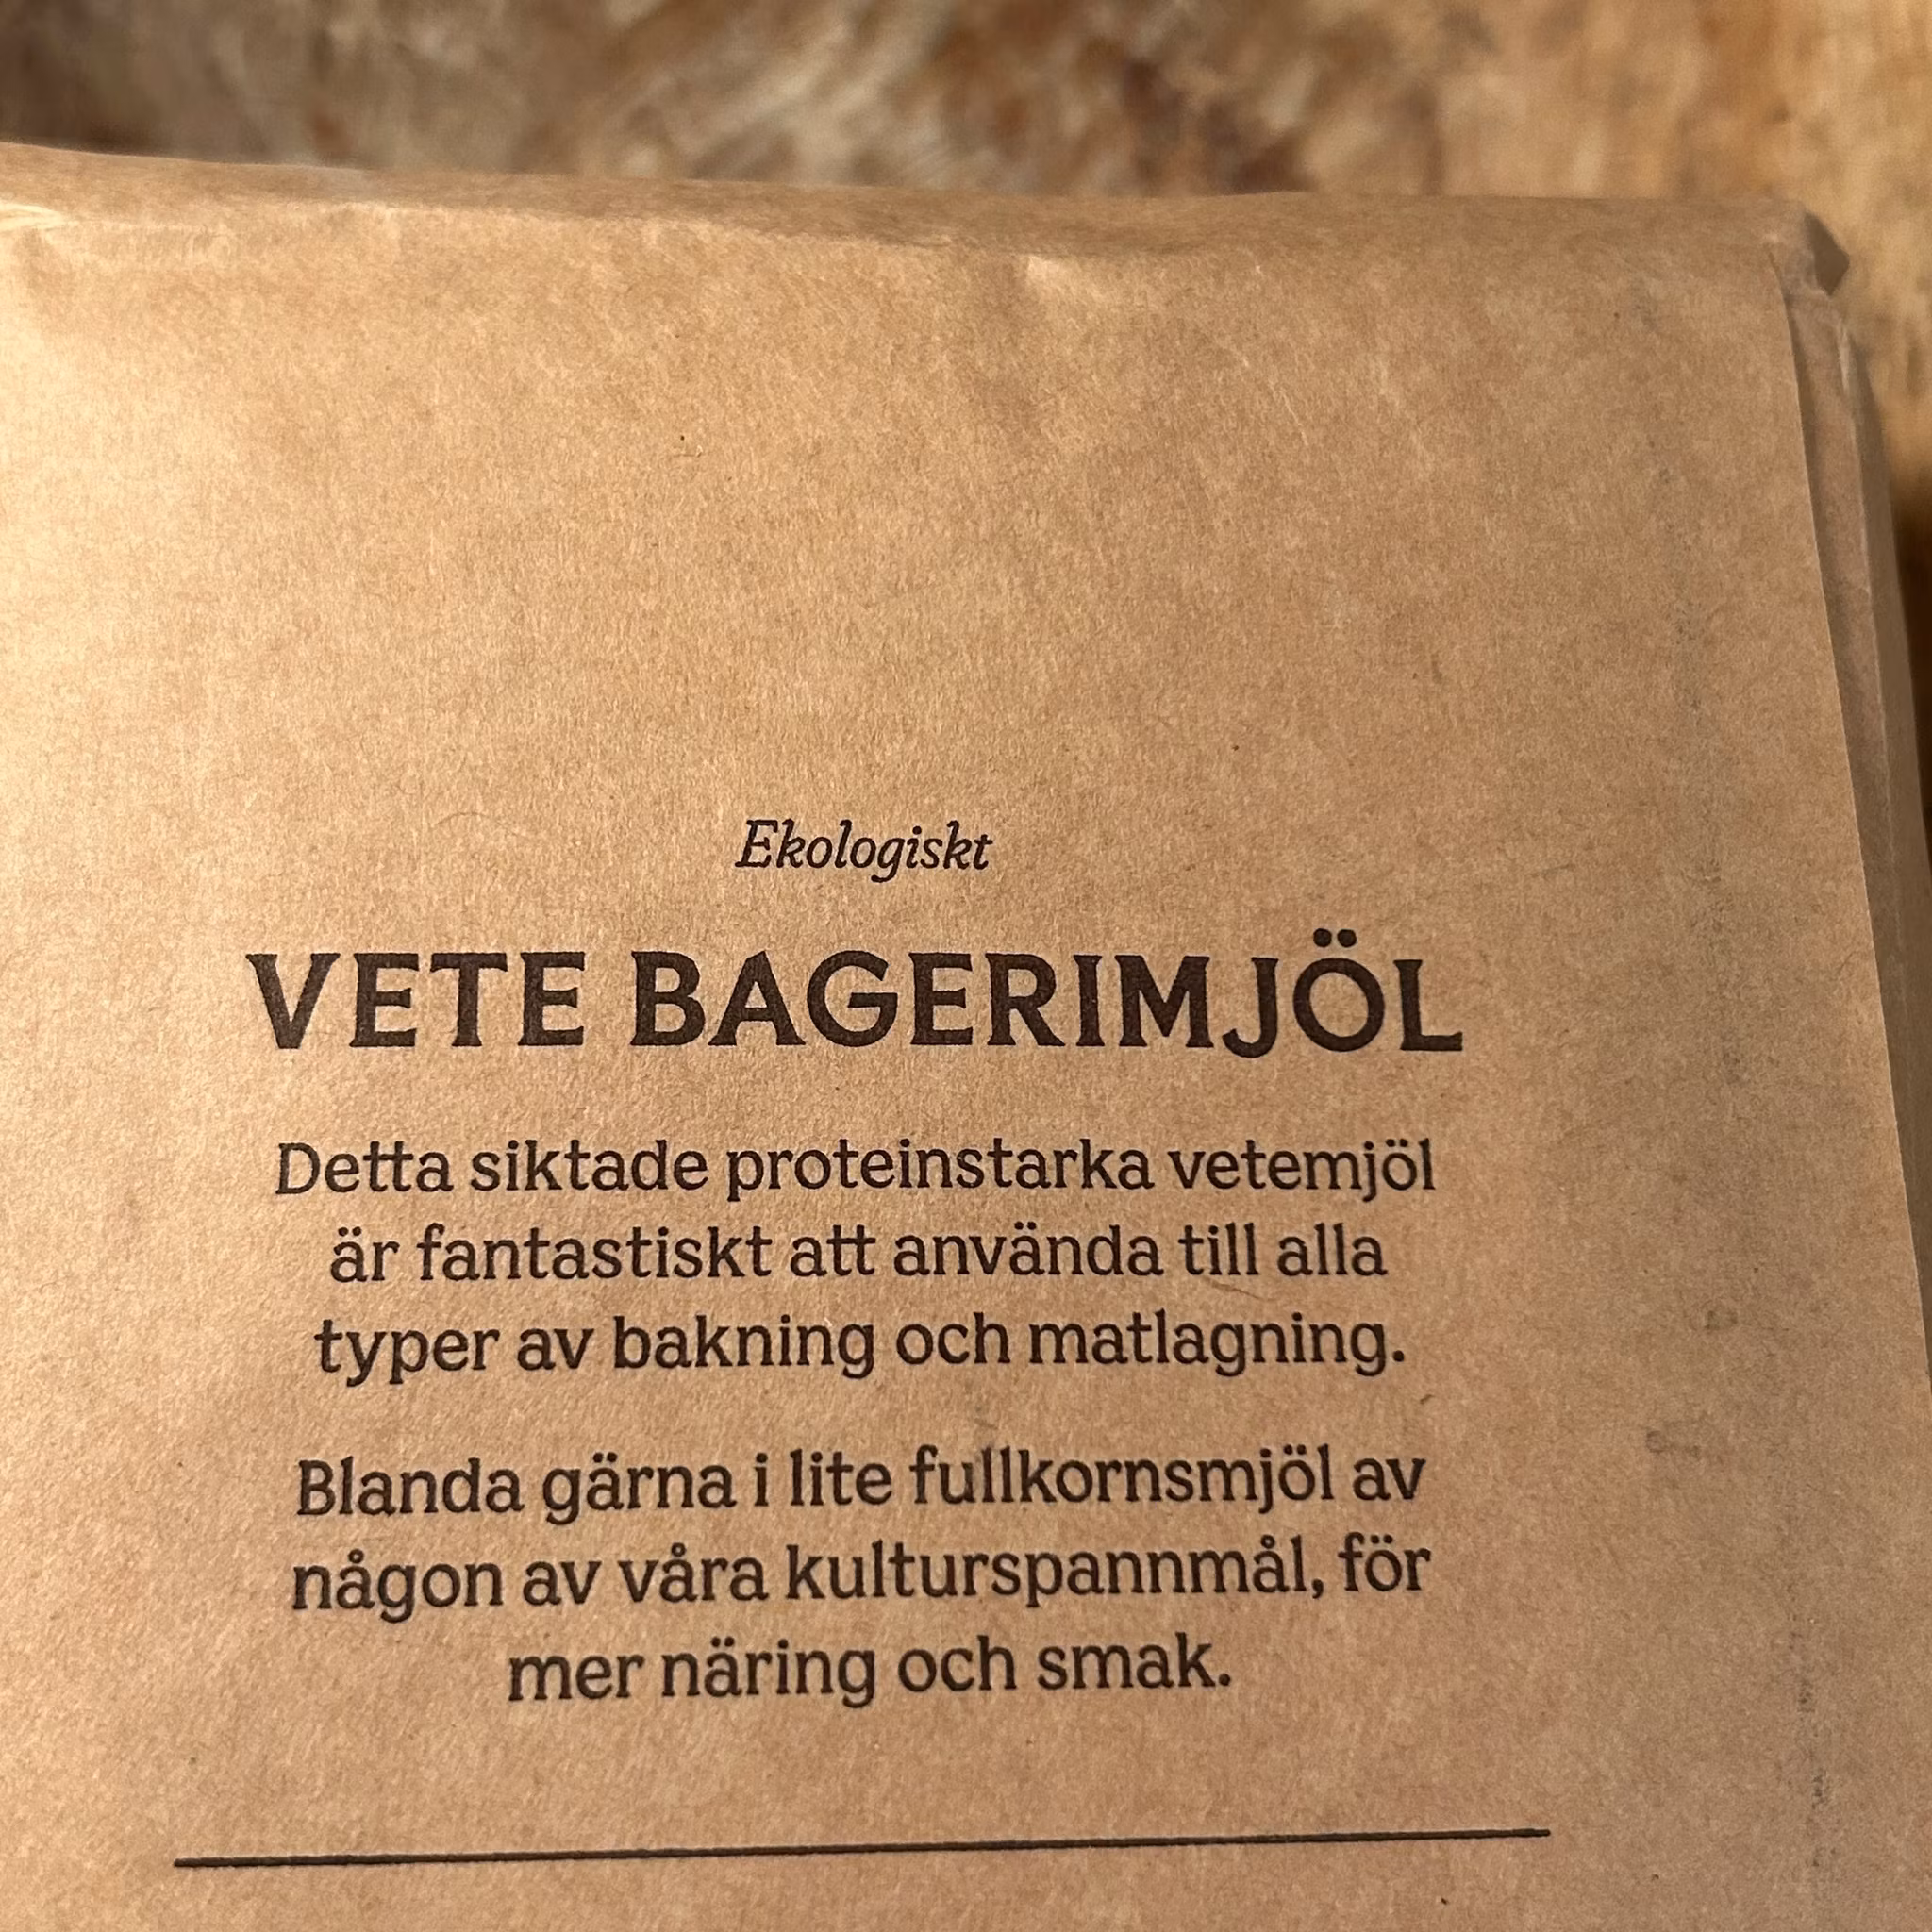 Ekologiskt
VETE BAGERIMJÖL
Detta siktade proteinstarka vetemjöl
är fantastiskt att använda till alla
typer av bakning och matlagning.
Blanda gärna i lite fullkornsmjöl av
någon av våra kulturspannmål, för
mer näring och smak.